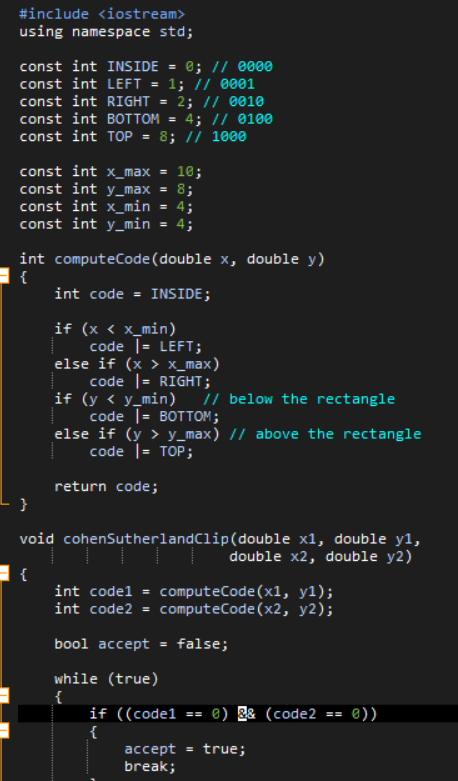 #include <iostream>
using namespace std;

const int INSIDE = 0; // 0000
const int LEFT = 1; // 0001
const int RIGHT = 2; // 0010
const int BOTTOM = 4; // 0100
const int TOP = 8; // 1000

const int x_max = 10;
const int y_max = 8;
const int x_min = 4;
const int y_min = 4;

int computeCode(double x, double y)
{
    int code = INSIDE;

    if (x < x_min)
        code |= LEFT;
    else if (x > x_max)
        code |= RIGHT;
    if (y < y_min)   // below the rectangle
        code |= BOTTOM;
    else if (y > y_max) // above the rectangle
        code |= TOP;

    return code;
}

void cohenSutherlandClip(double x1, double y1,
                        double x2, double y2)
{
    int code1 = computeCode(x1, y1);
    int code2 = computeCode(x2, y2);

    bool accept = false;

    while (true)
    {
        if ((code1 == 0) && (code2 == 0))
        {
            accept = true;
            break;